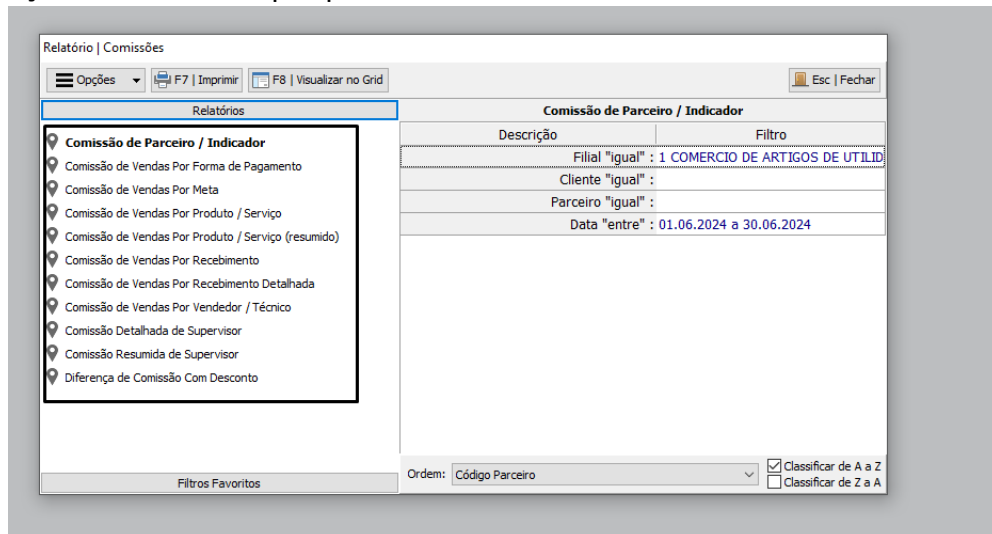 Relatório | Comissões
Opções F7 | Imprimir F8 | Visualizar no Grid Esc | Fechar
Relatórios
Comissão de Parceiro / Indicador
Comissão de Vendas Por Forma de Pagamento
Comissão de Vendas Por Meta
Comissão de Vendas Por Produto / Serviço
Comissão de Vendas Por Produto / Serviço (resumido)
Comissão de Vendas Por Recebimento
Comissão de Vendas Por Recebimento Detalhada
Comissão de Vendas Por Vendedor / Técnico
Comissão Detalhada de Supervisor
Comissão Resumida de Supervisor
Diferença de Comissão Com Desconto
Filtros Favoritos
Comissão de Parceiro / Indicador
Descrição Filtro
Filial "igual" : 1 COMERCIO DE ARTIGOS DE UTILID
Cliente "igual" :
Parceiro "igual" :
Data "entre" : 01.06.2024 a 30.06.2024
Ordem: Código Parceiro
Classificar de A a Z
Classificar de Z a A